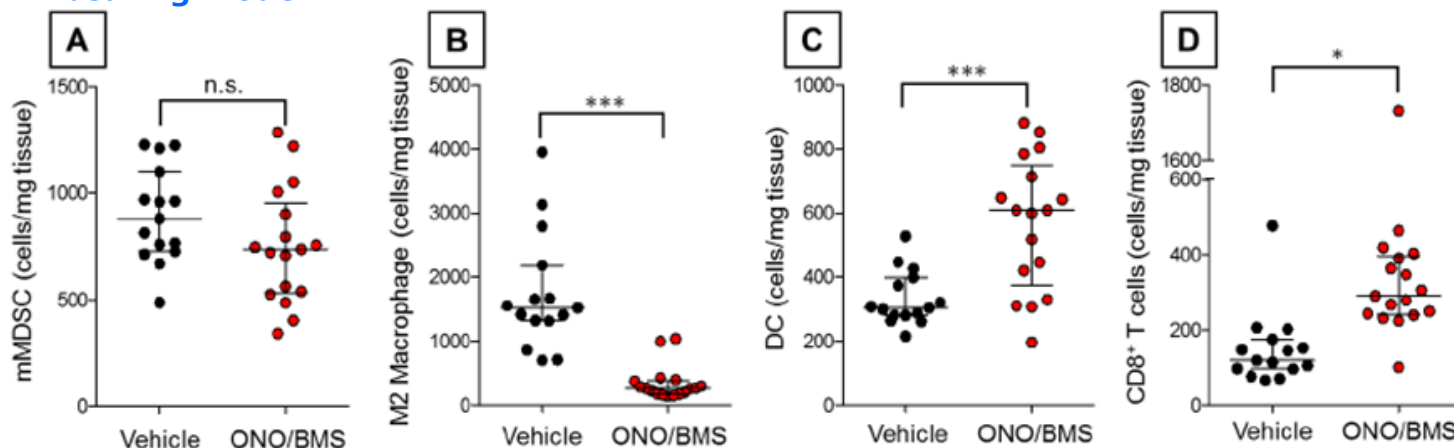 A
mMDSC (cells/mg tissue)
1500
1000
500
0
n.s.
Vehicle
ONO/BMS
B
M2 Macrophage (cells/mg tissue)
5000
4000
3000
2000
1000
0
***
Vehicle
ONO/BMS
C
DC (cells/mg tissue)
1000
800
600
400
200
0
***
Vehicle
ONO/BMS
D
CD8⁺ T cells (cells/mg tissue)
1800
1600
600
400
200
0
*
Vehicle
ONO/BMS